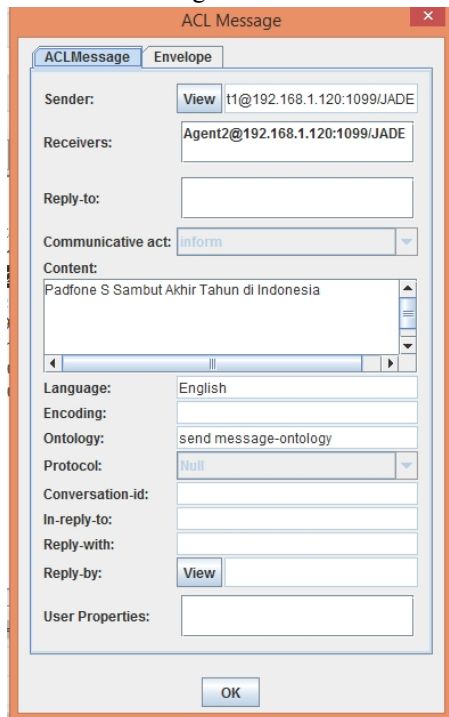 ACL Message
ACLMessage Envelope
Sender: View t1@192.168.1.120:1099/JADE
Receivers: Agent2@192.168.1.120:1099/JADE
Reply-to:
Communicative act: inform
Content:
Padfone S Sambut Akhir Tahun di Indonesia
Language: English
Encoding:
Ontology: send message-ontology
Protocol: Null
Conversation-id:
In-reply-to:
Reply-with:
Reply-by: View
User Properties:
OK